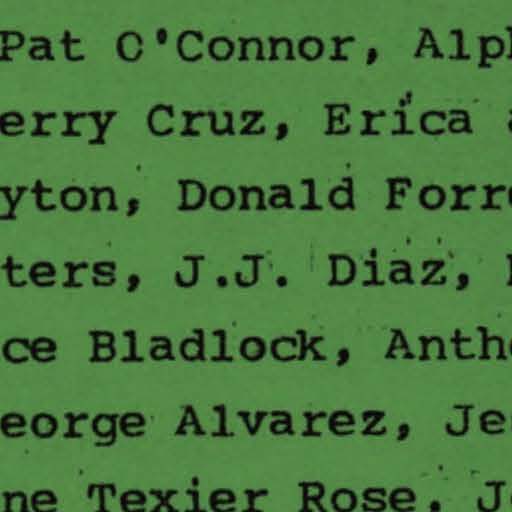 Pat O'Connor, Alp
erry Cruz, Erica a
yton, Donald Forr
ters, J.J. Diaz,
ce Bladlock, Anth
eorge Alvarez, Je
ne Texier Rose, J